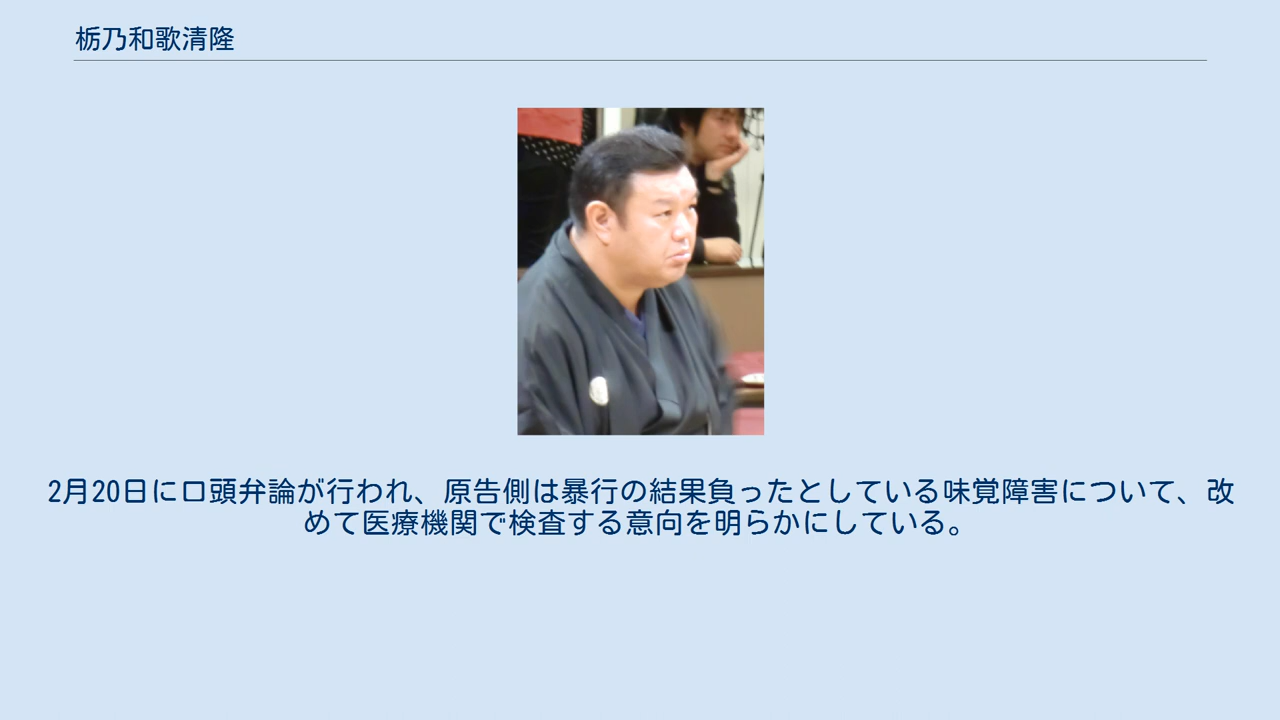 栃乃和歌清隆
2月20日に口頭弁論が行われ、原告側は暴行の結果負ったとしている味覚障害について、改
めて医療機関で検査する意向を明らかにしている。